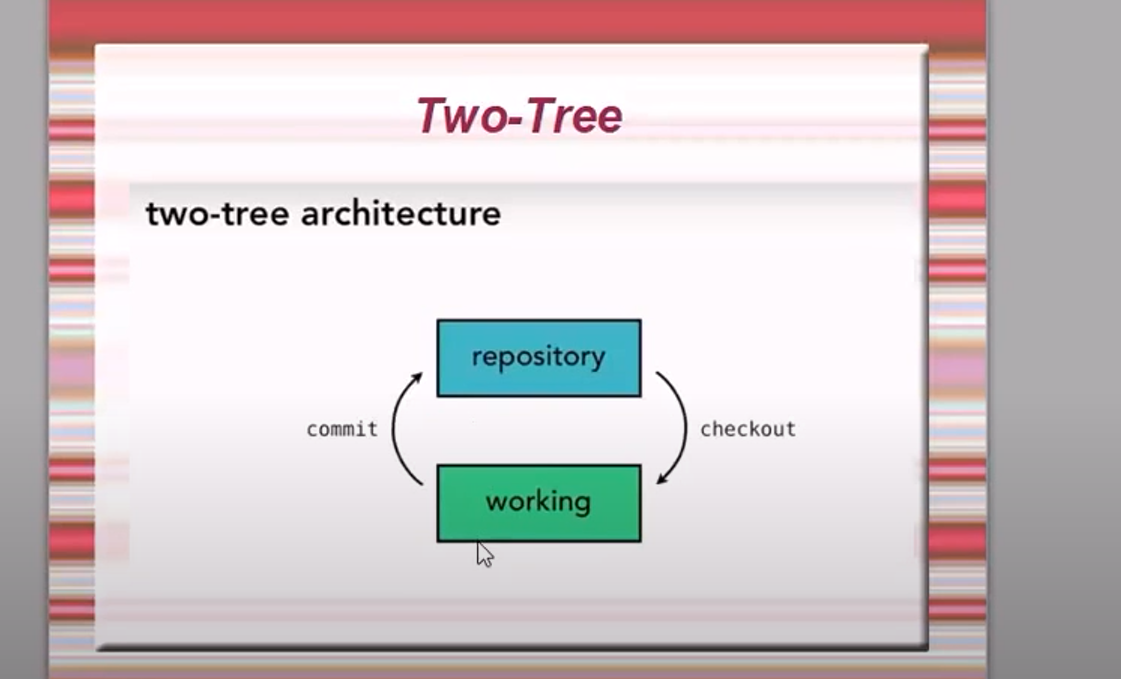 Two-Tree
two-tree architecture
repository
commit
checkout
working